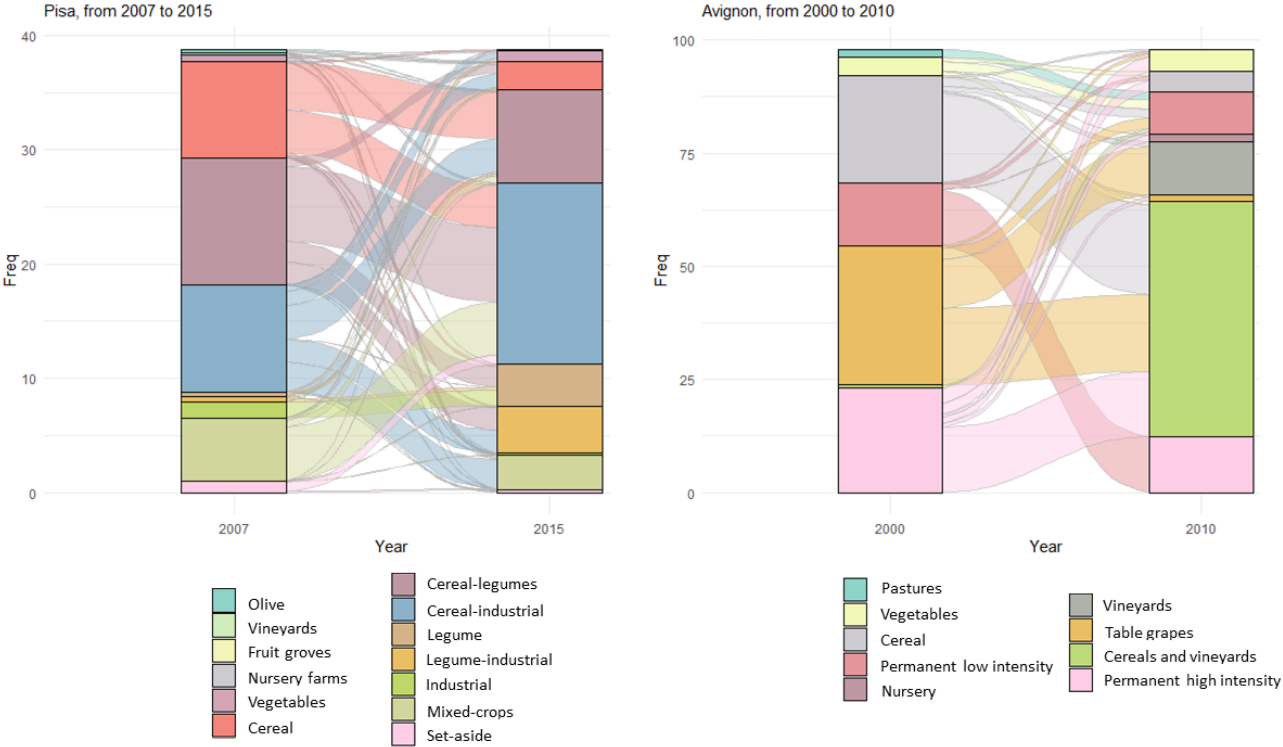 Pisa, from 2007 to 2015
40
30
20
10
0
Freq
2007
2015
Year
Olive
Vineyards
Fruit groves
Nursery farms
Vegetables
Cereal
Cereal-legumes
Cereal-industrial
Legume
Legume-industrial
Industrial
Mixed-crops
Set-aside
Avignon, from 2000 to 2010
100
75
50
25
0
Freq
2000
2010
Year
Pastures
Vegetables
Cereal
Permanent low intensity
Nursery
Vineyards
Table grapes
Cereals and vineyards
Permanent high intensity